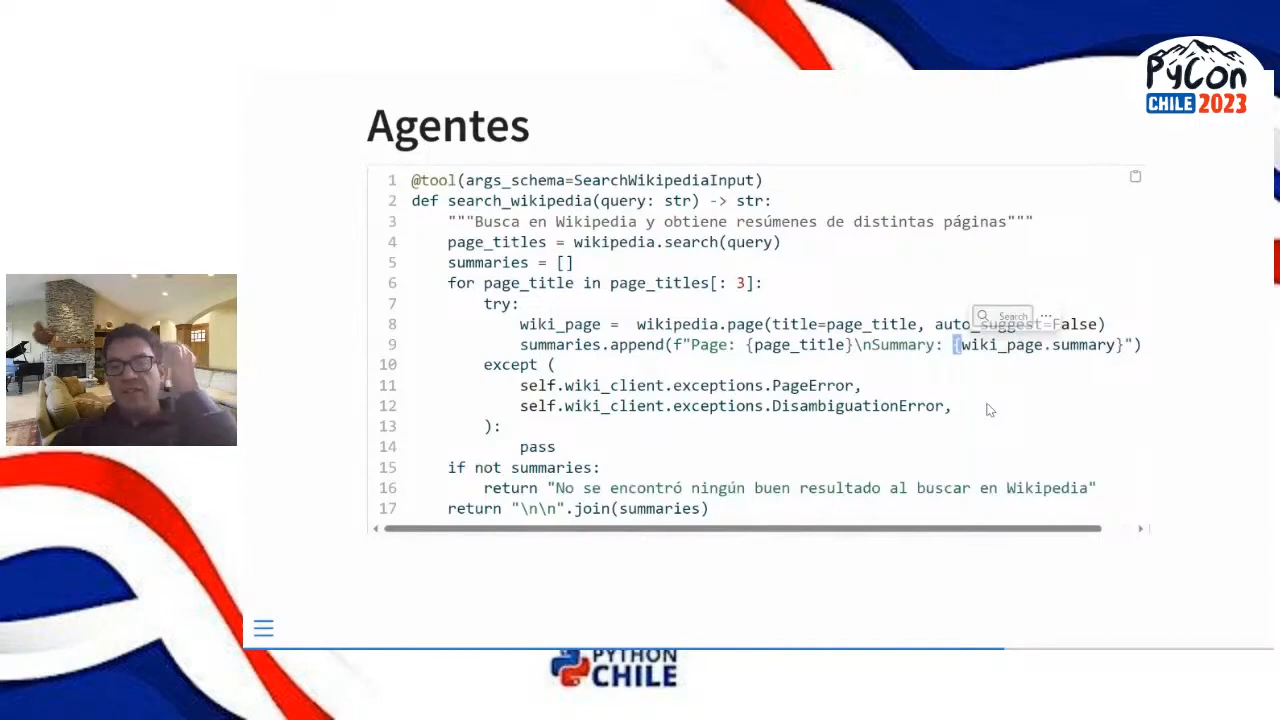 PyCon
CHILE 2023
Agentes
1 @tool(args_schema=SearchWikipediaInput)
2 def search_wikipedia(query: str) -> str:
3 """Busca en Wikipedia y obtiene resúmenes de distintas páginas"""
4 page_titles = wikipedia.search(query)
5 summaries = []
6 for page_title in page_titles[: 3]:
7 try:
Search ...
8 wiki_page =  wikipedia.page(title=page_title, auto_suggest=False)
9 summaries.append(f"Page: {page_title}\nSummary: {wiki_page.summary}")
10 except (
11 self.wiki_client.exceptions.PageError,
12 self.wiki_client.exceptions.DisambiguationError,
13 ):
14 pass
15 if not summaries:
16 return "No se encontró ningún buen resultado al buscar en Wikipedia"
17 return "\n\n".join(summaries)
PYTHON
CHILE